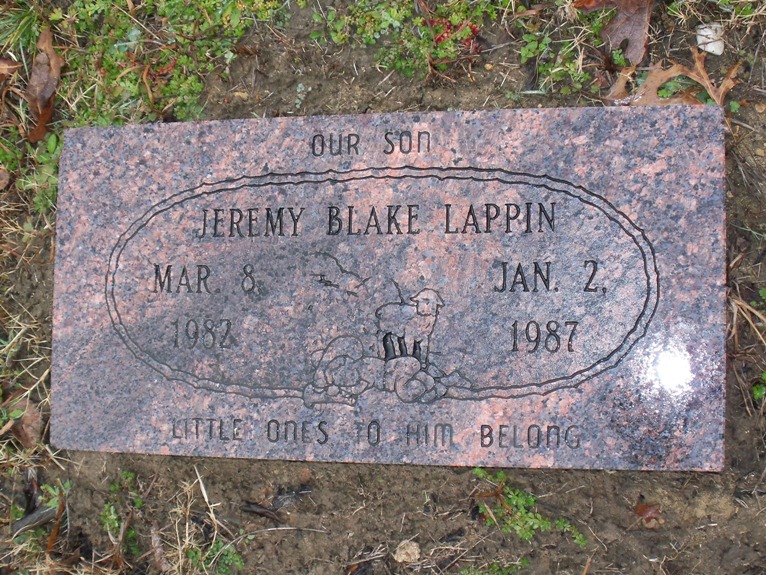 OUR SON
JEREMY BLAKE LAPPIN
MAR. 8, JAN. 2,
1982 1987
LITTLE ONES TO HIM BELONG